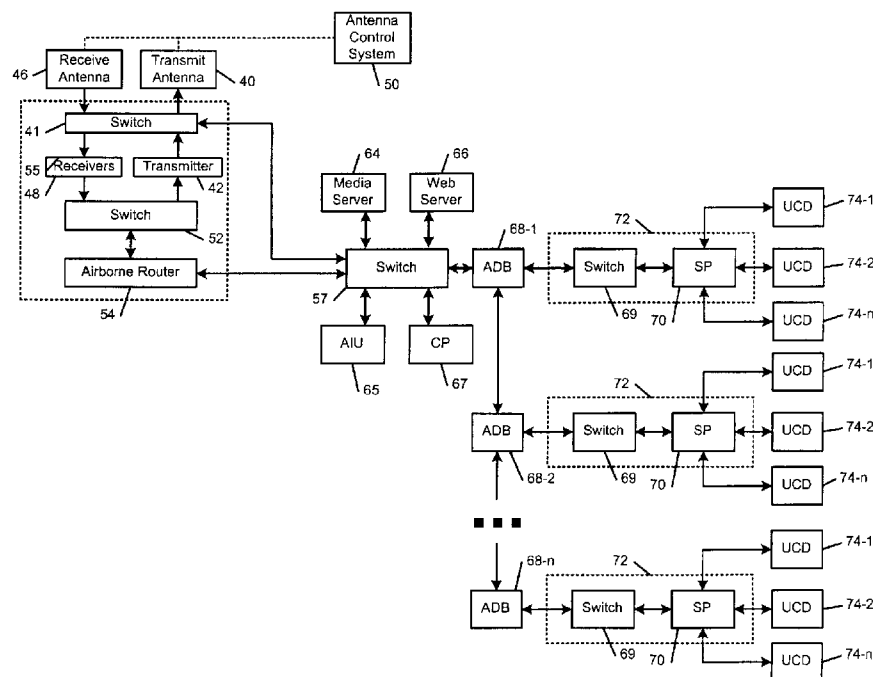 Antenna
Control
System
50
46
Receive
Antenna
Transmit
Antenna
40
41
Switch
55
Receivers
48
Transmitter
42
Switch
52
Airborne Router
54
64
Media
Server
66
Web
Server
57
Switch
AIU
65
CP
67
68-1
ADB
72
Switch
69
SP
70
UCD
74-1
UCD
74-2
UCD
74-n
ADB
68-2
72
Switch
69
SP
70
UCD
74-1
UCD
74-2
UCD
74-n
68-n
ADB
72
Switch
69
SP
70
UCD
74-1
UCD
74-2
UCD
74-n